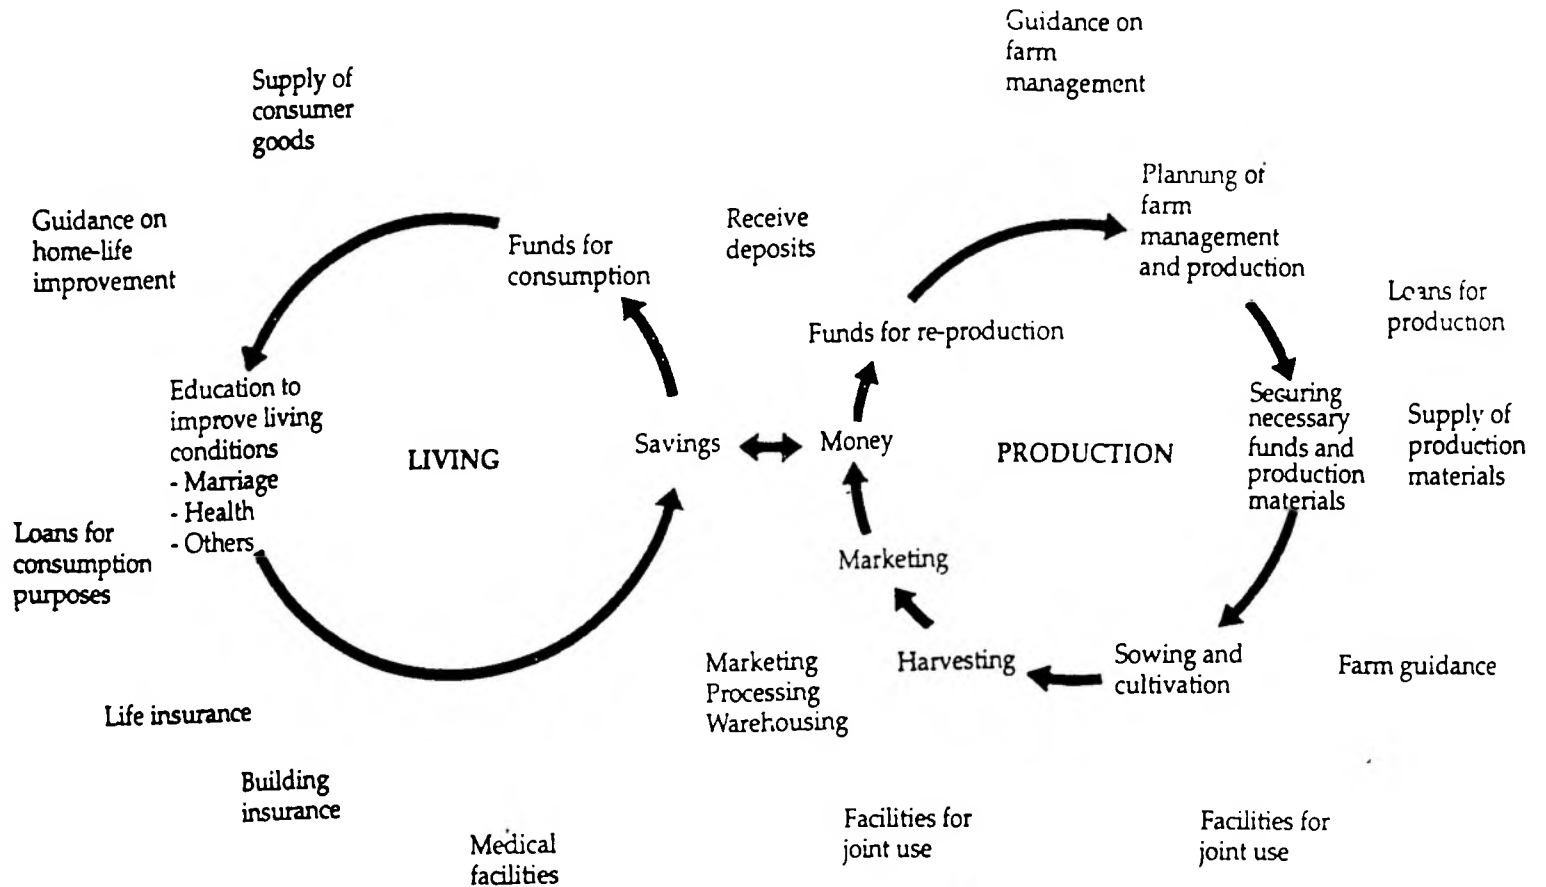 Guidance on
farm
management
Supply of
consumer
goods
Planning of
farm
management
and production
Guidance on
home-life
improvement
Funds for
consumption
Receive
deposits
Loans for
production
Funds for re-production
Education to
improve living
conditions
- Marriage
- Health
- Others
LIVING
Savings
Money
PRODUCTION
Securing
necessary
funds and
production
materials
Supply of
production
materials
Loans for
consumption
purposes
Marketing
Marketing
Processing
Warehousing
Harvesting
Sowing and
cultivation
Farm guidance
Life insurance
Building
insurance
Medical
facilities
Facilities for
joint use
Facilities for
joint use